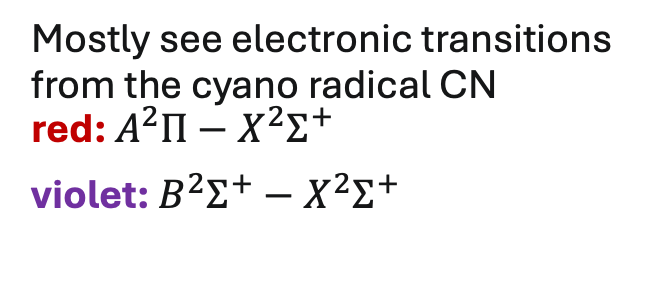 Mostly see electronic transitions
from the cyano radical CN
red: A²Π – X²Σ⁺
violet: B²Σ⁺ – X²Σ⁺